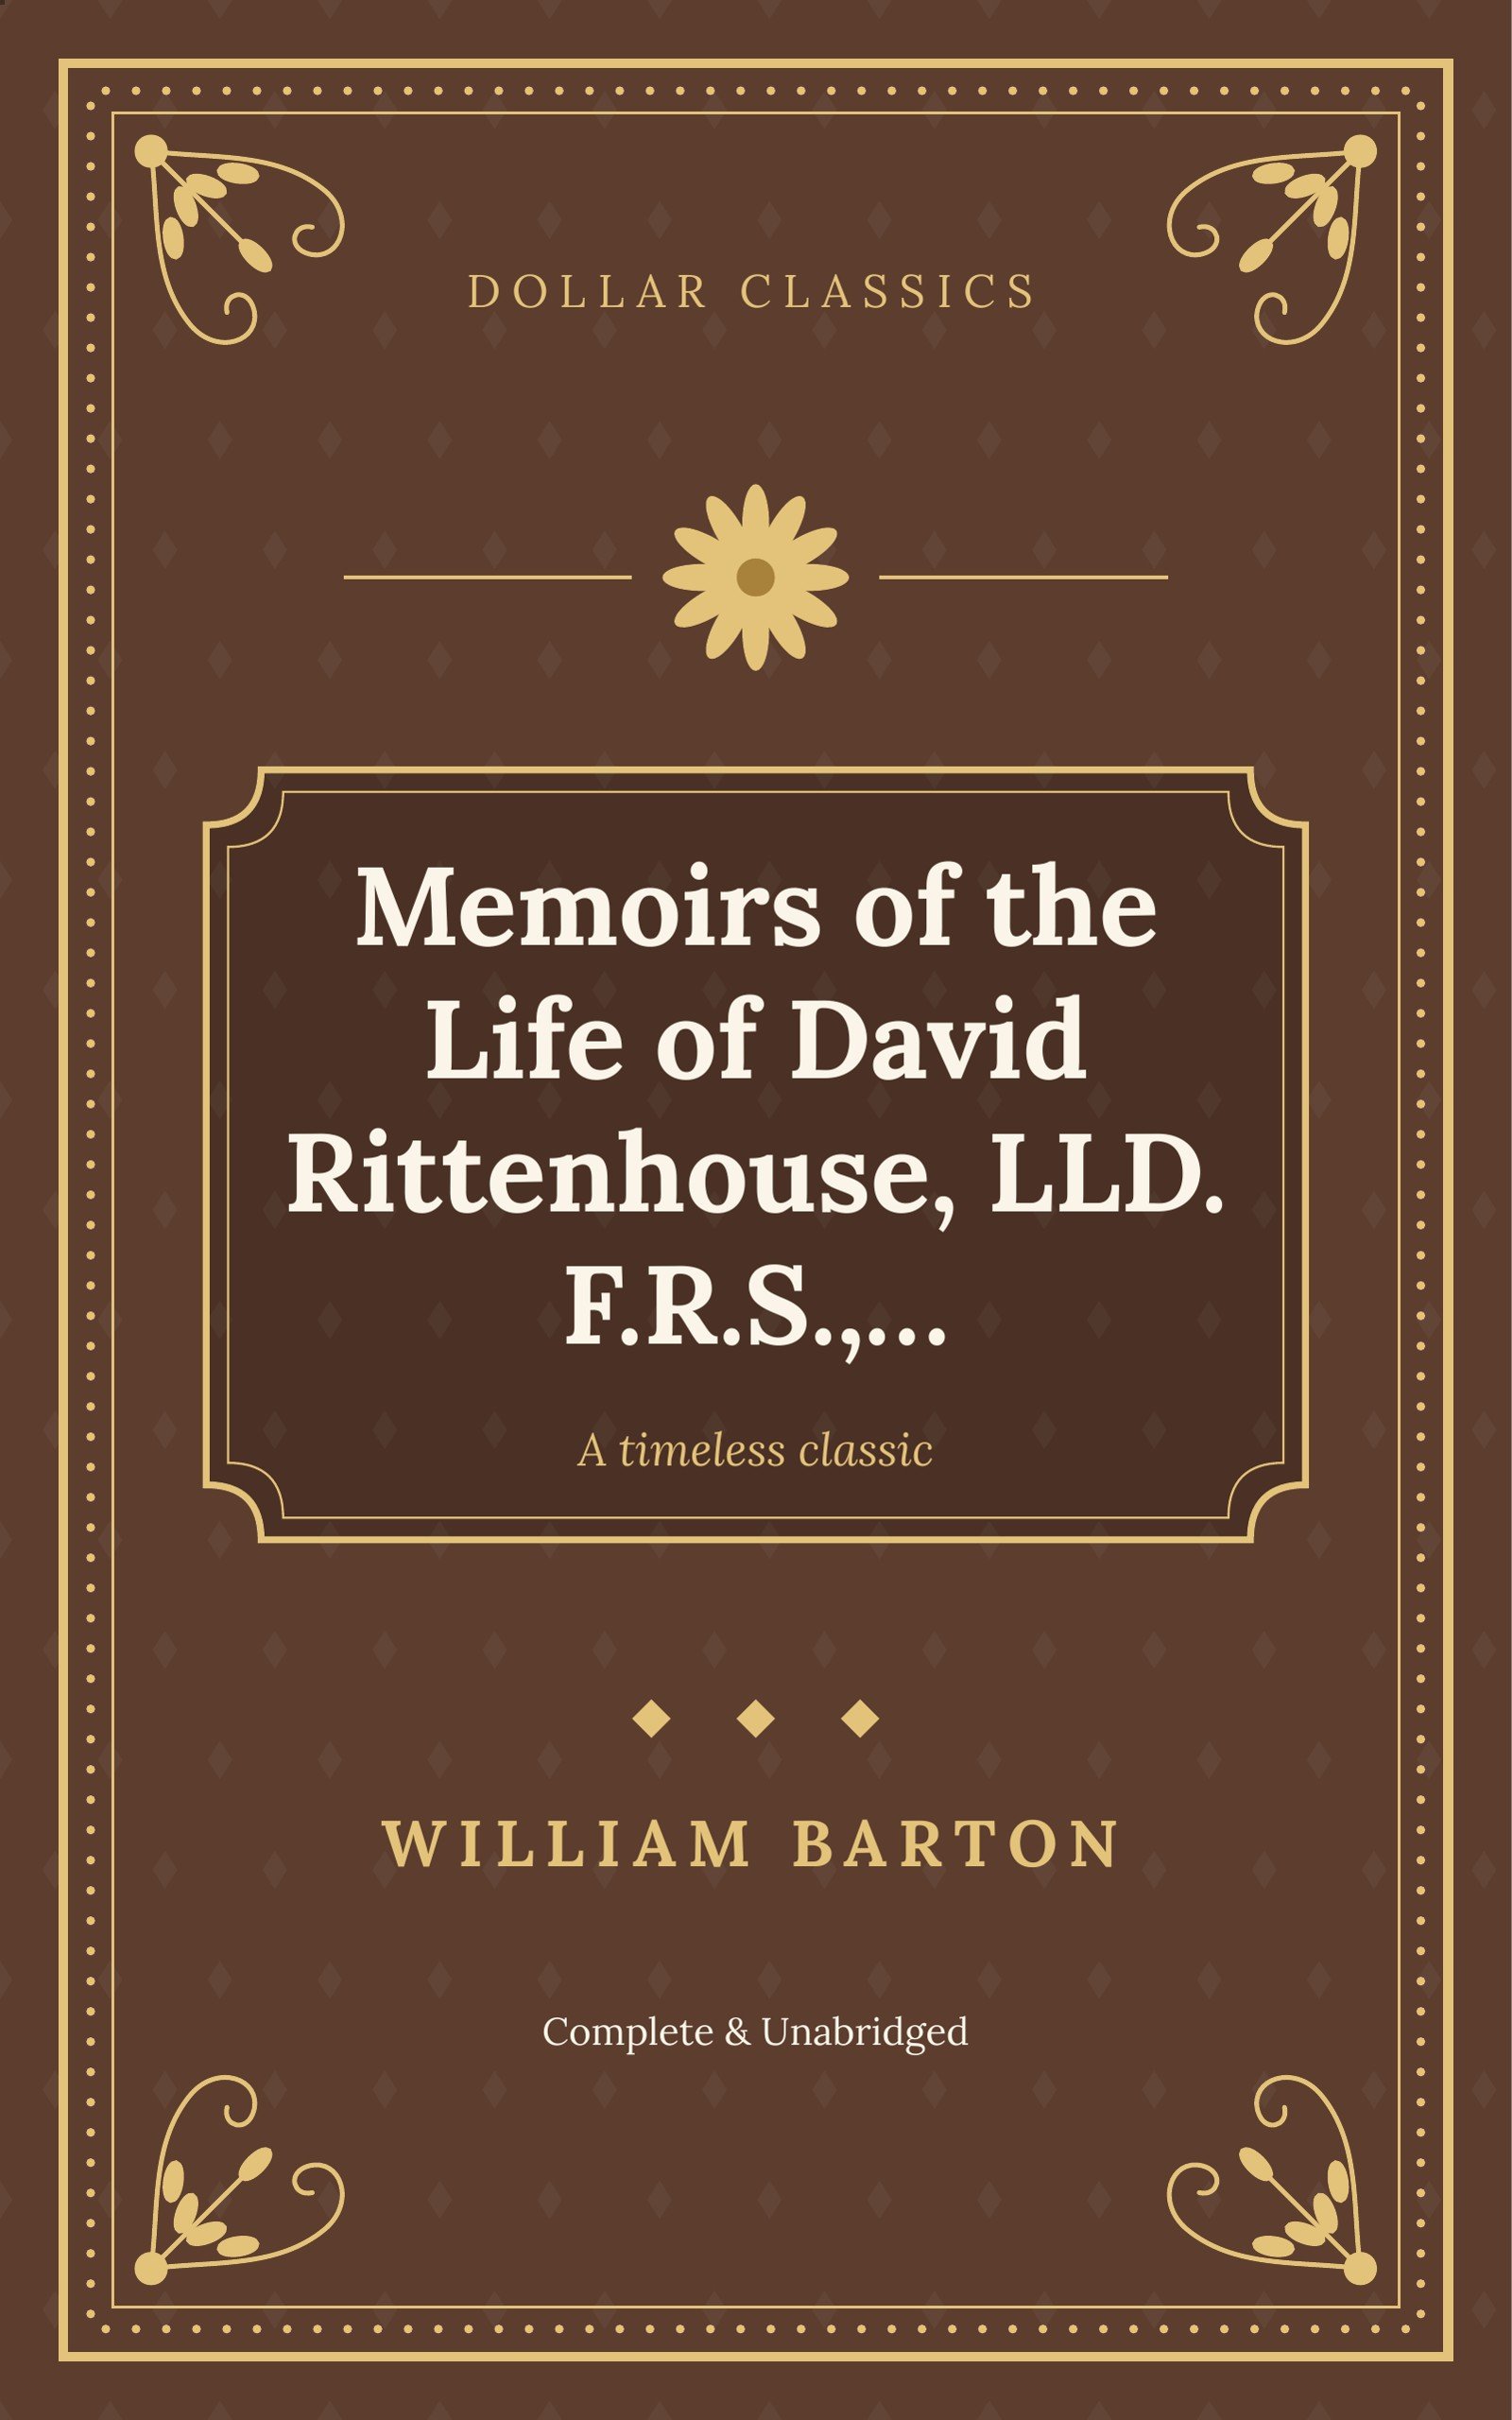 DOLLAR CLASSICS
Memoirs of the
Life of David
Rittenhouse, LLD.
F.R.S.,...
A timeless classic
WILLIAM BARTON
Complete & Unabridged